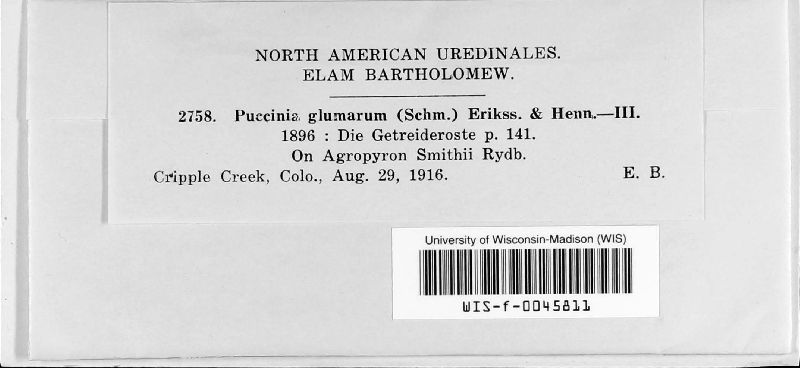 NORTH AMERICAN UREDINALES.
ELAM BARTHOLOMEW.
2758. Puccinia glumarum (Schm.) Erikss. & Henn.—III.
1896 : Die Getreideroste p. 141.
On Agropyron Smithii Rydb.
Cripple Creek, Colo., Aug. 29, 1916. E. B.
University of Wisconsin-Madison (WIS)
WIS-f-0045811